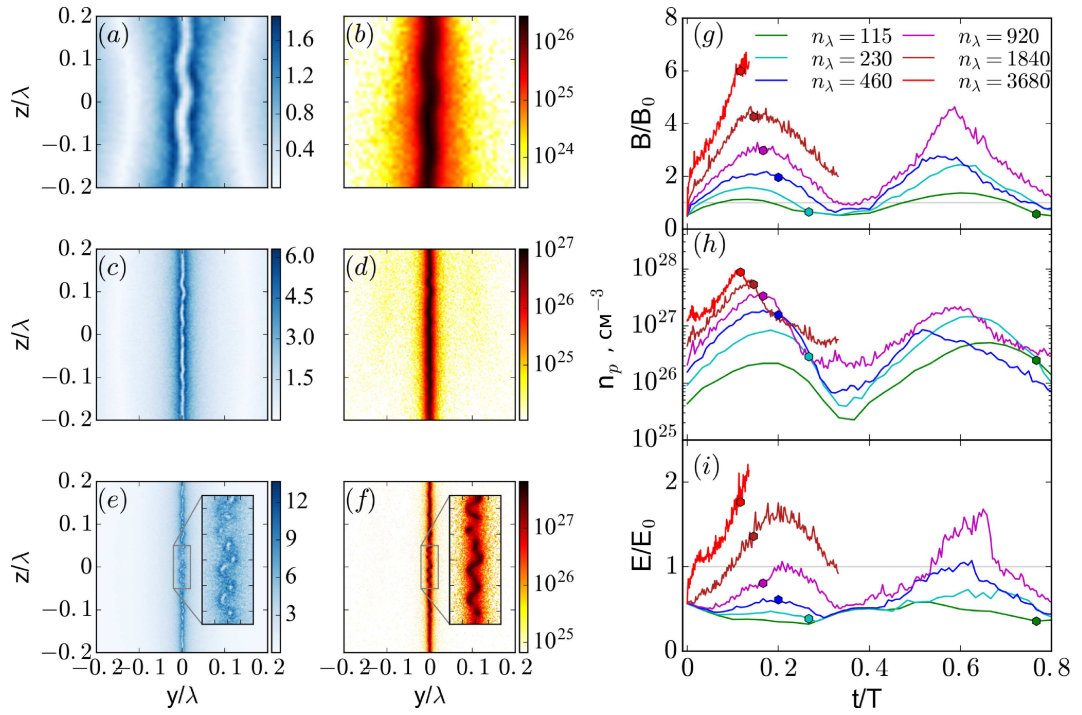 0.2
0.1
0
−0.1
−0.2
z/λ
(a)
1.6
1.2
0.8
0.4
(b)
10^26
10^25
10^24
0.2
0.1
0
−0.1
−0.2
z/λ
(c)
6.0
4.5
3.0
1.5
(d)
10^27
10^26
10^25
0.2
0.1
0
−0.1
−0.2
z/λ
(e)
12
9
6
3
(f)
10^27
10^26
10^25
−0.2 −0.1 0 0.1 0.2
y/λ
−0.2 −0.1 0 0.1 0.2
y/λ
(g)
n_λ = 115
n_λ = 230
n_λ = 460
n_λ = 920
n_λ = 1840
n_λ = 3680
8
6
4
2
0
B/B_0
(h)
10^28
10^27
10^26
10^25
n_p , см^−3
(i)
2
1
0
E/E_0
0 0.2 0.4 0.6 0.8
t/T